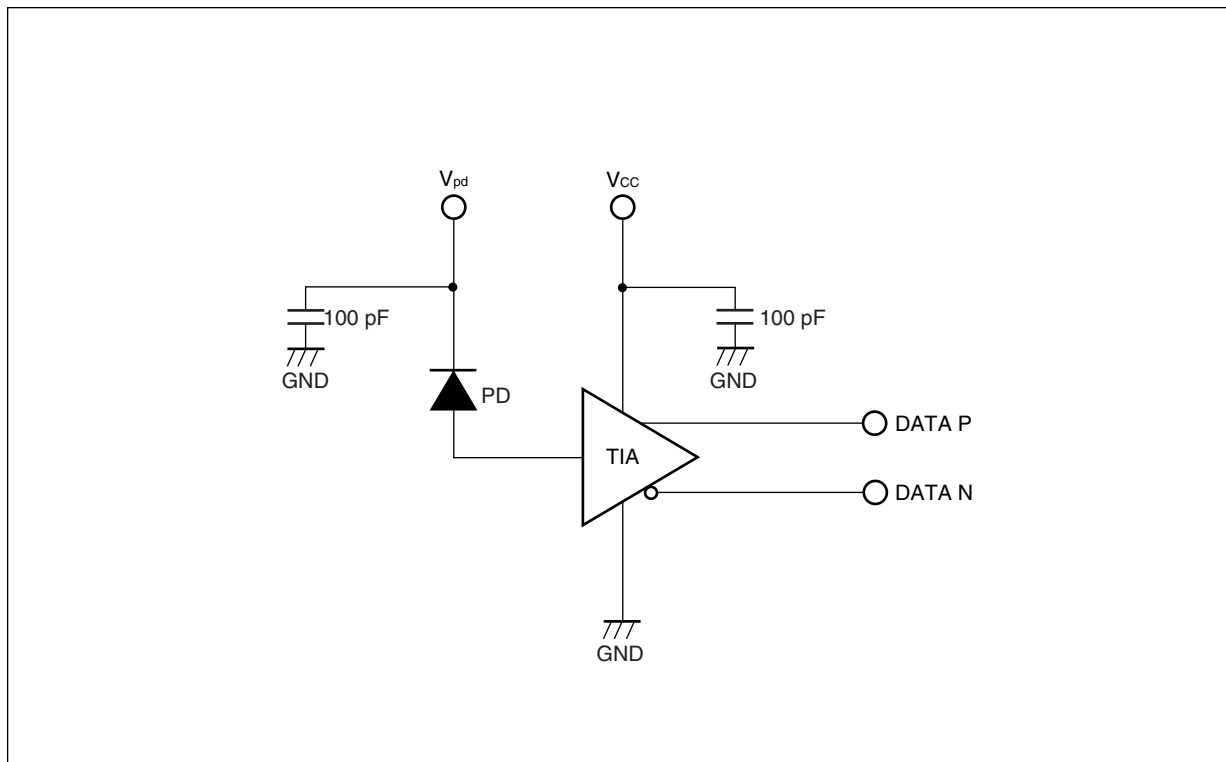 Vpd
VCC
100 pF
GND
100 pF
GND
PD
TIA
DATA P
DATA N
GND